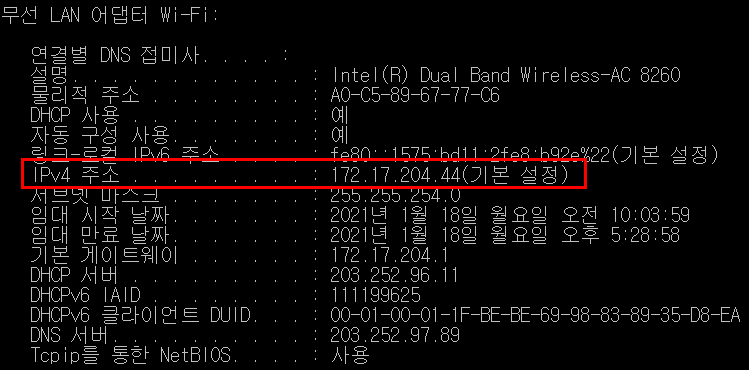 무선 LAN 어댑터 Wi-Fi:
연결별 DNS 접미사. . . . :
설명. . . . . . . . . . . . : Intel(R) Dual Band Wireless-AC 8260
물리적 주소 . . . . . . . . : A0-C5-89-67-77-C6
DHCP 사용 . . . . . . . . . : 예
자동 구성 사용. . . . . . . : 예
링크-로컬 IPv6 주소 . . . . : fe80::1575:bd11:2fe8:b92e%22(기본 설정)
IPv4 주소 . . . . . . . . . : 172.17.204.44(기본 설정)
서브넷 마스크 . . . . . . . : 255.255.254.0
임대 시작 날짜. . . . . . . : 2021년 1월 18일 월요일 오전 10:03:59
임대 만료 날짜. . . . . . . : 2021년 1월 18일 월요일 오후 5:28:58
기본 게이트웨이 . . . . . . : 172.17.204.1
DHCP 서버 . . . . . . . . . : 203.252.96.11
DHCPv6 IAID . . . . . . . . : 111199625
DHCPv6 클라이언트 DUID. . . : 00-01-00-01-1F-BE-BE-69-98-83-89-35-D8-EA
DNS 서버. . . . . . . . . . : 203.252.97.89
Tcpip를 통한 NetBIOS. . . . : 사용